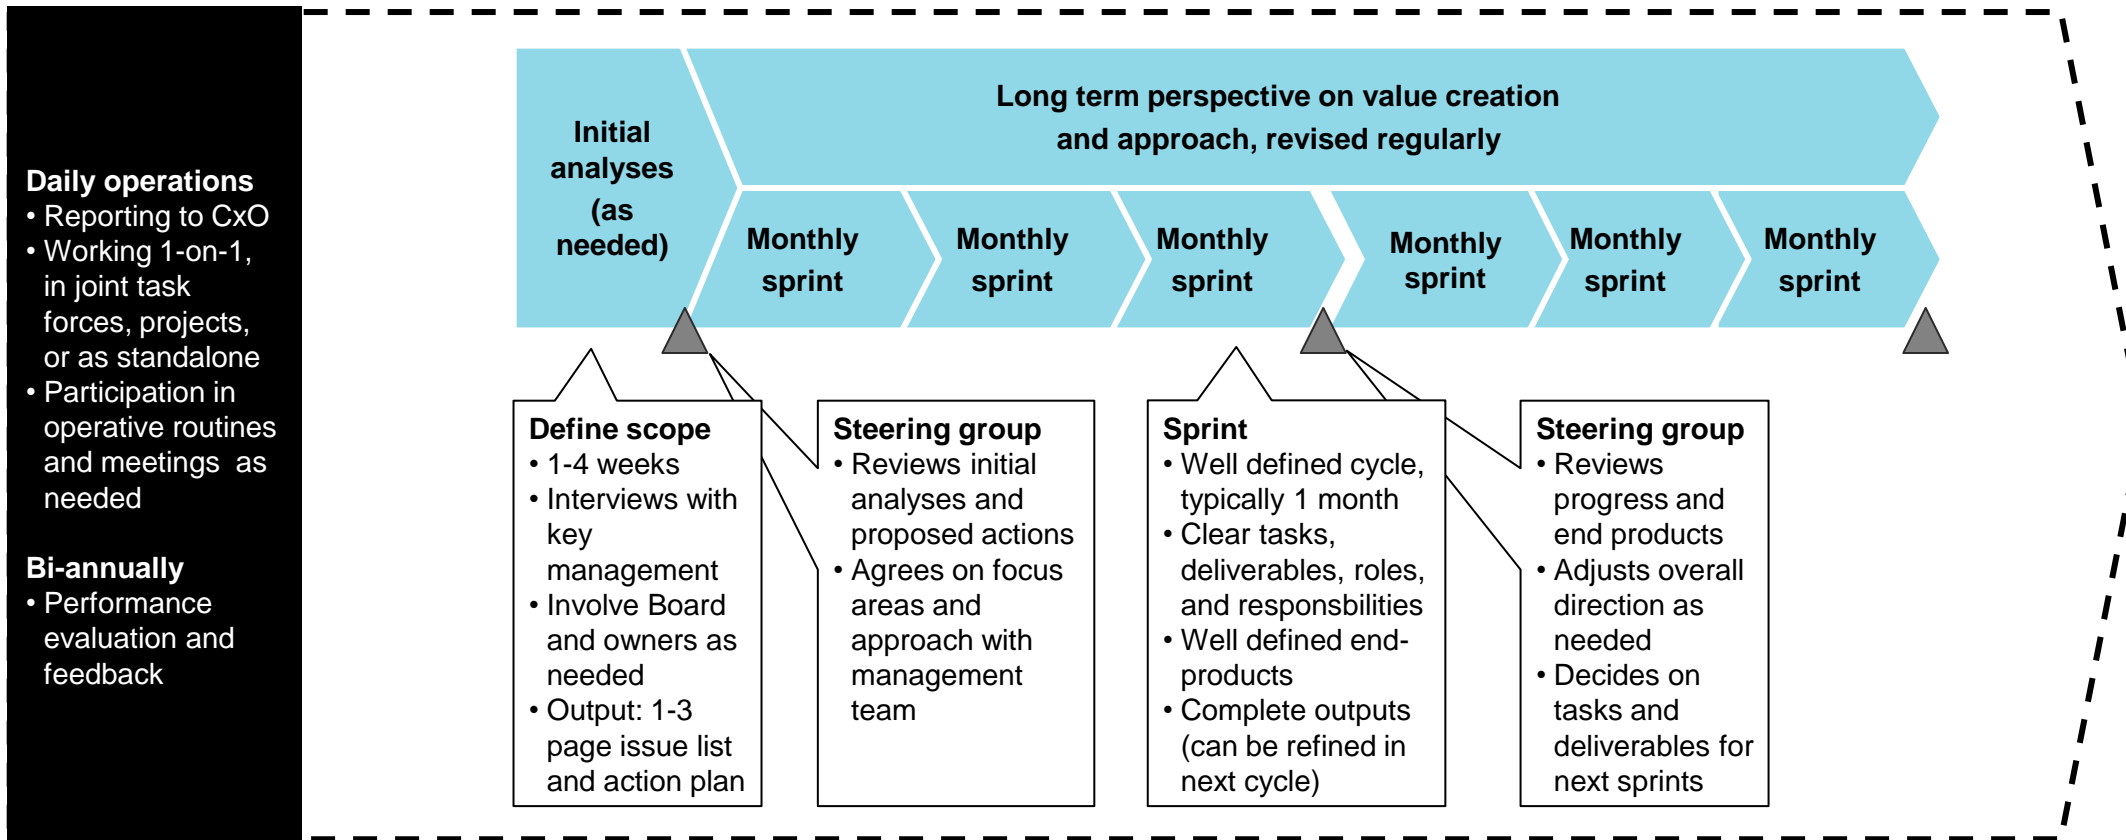 Daily operations
• Reporting to CxO
• Working 1-on-1,
in joint task
forces, projects,
or as standalone
• Participation in
operative routines
and meetings  as
needed
Bi-annually
• Performance
evaluation and
feedback
Initial
analyses
(as
needed)
Long term perspective on value creation
and approach, revised regularly
Monthly
sprint
Monthly
sprint
Monthly
sprint
Monthly
sprint
Monthly
sprint
Monthly
sprint
Define scope
• 1-4 weeks
• Interviews with
key
management
• Involve Board
and owners as
needed
• Output: 1-3
page issue list
and action plan
Steering group
• Reviews initial
analyses and
proposed actions
• Agrees on focus
areas and
approach with
management
team
Sprint
• Well defined cycle,
typically 1 month
• Clear tasks,
deliverables, roles,
and responsbilities
• Well defined end-
products
• Complete outputs
(can be refined in
next cycle)
Steering group
• Reviews
progress and
end products
• Adjusts overall
direction as
needed
• Decides on
tasks and
deliverables for
next sprints